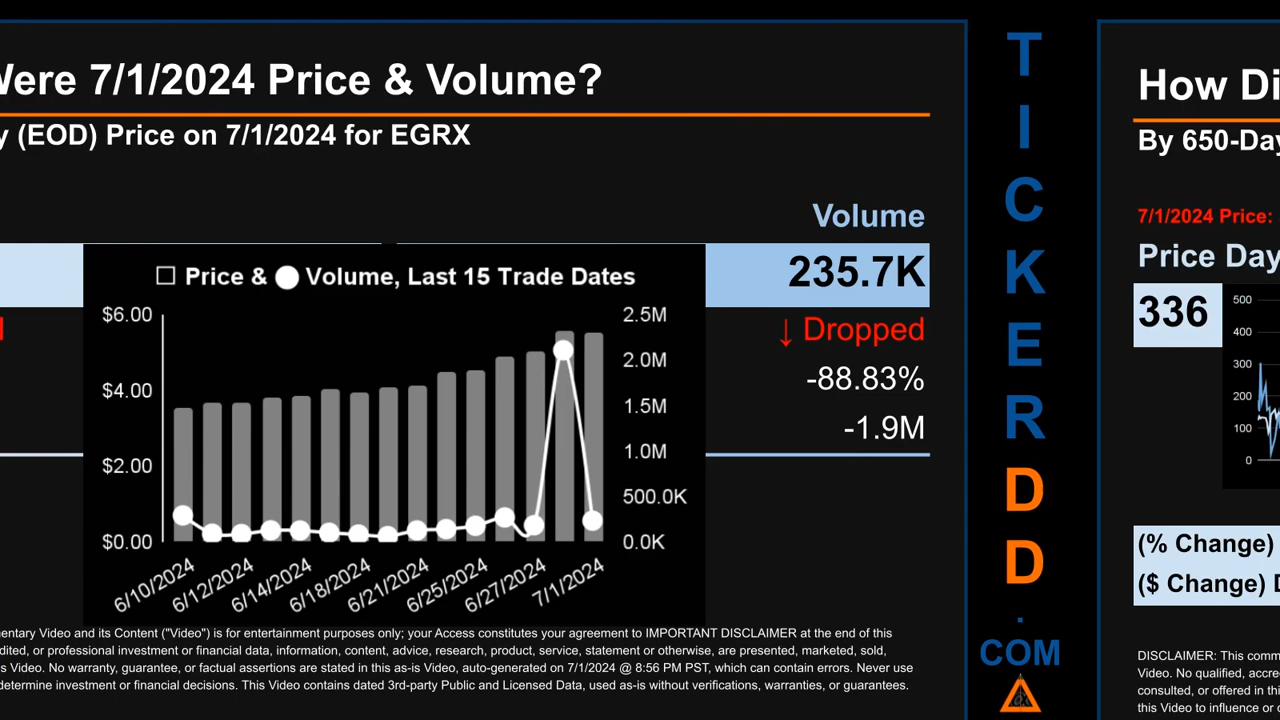 Were 7/1/2024 Price & Volume?
(EOD) Price on 7/1/2024 for EGRX
Volume
235.7K
↓ Dropped
-88.83%
-1.9M
Price & Volume, Last 15 Trade Dates
$6.00
$4.00
$2.00
$0.00
2.5M
2.0M
1.5M
1.0M
500.0K
0.0K
6/10/2024
6/12/2024
6/14/2024
6/18/2024
6/21/2024
6/25/2024
6/27/2024
7/1/2024
mentary Video and its Content ("Video") is for entertainment purposes only; your Access constitutes your agreement to IMPORTANT DISCLAIMER at the end of this
dited, or professional investment or financial data, information, content, advice, research, product, service, statement or otherwise, are presented, marketed, sold,
s Video. No warranty, guarantee, or factual assertions are stated in this as-is Video, auto-generated on 7/1/2024 @ 8:56 PM PST, which can contain errors. Never use
determine investment or financial decisions. This Video contains dated 3rd-party Public and Licensed Data, used as-is without verifications, warranties, or guarantees.
T
I
C
K
E
R
D
D
.
COM
How Di
By 650-Day
7/1/2024 Price:
Price Day
336
500
400
300
200
100
0
(% Change)
($ Change) D
DISCLAIMER: This comm
Video. No qualified, accre
consulted, or offered in thi
this Video to influence or